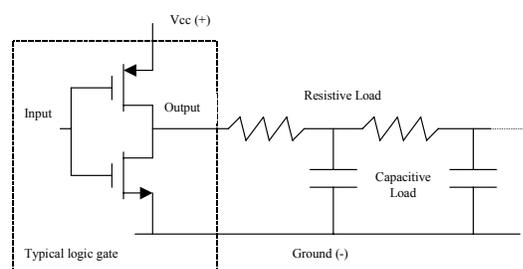 Vcc (+)
Resistive Load
Input
Output
Capacitive
Load
Typical logic gate
Ground (-)